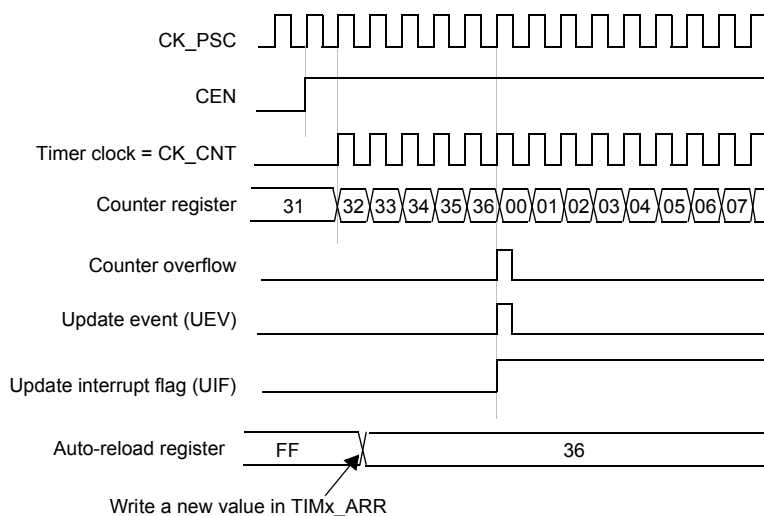 CK_PSC
CEN
Timer clock = CK_CNT
Counter register 31 32 33 34 35 36 00 01 02 03 04 05 06 07
Counter overflow
Update event (UEV)
Update interrupt flag (UIF)
Auto-reload register FF 36
Write a new value in TIMx_ARR